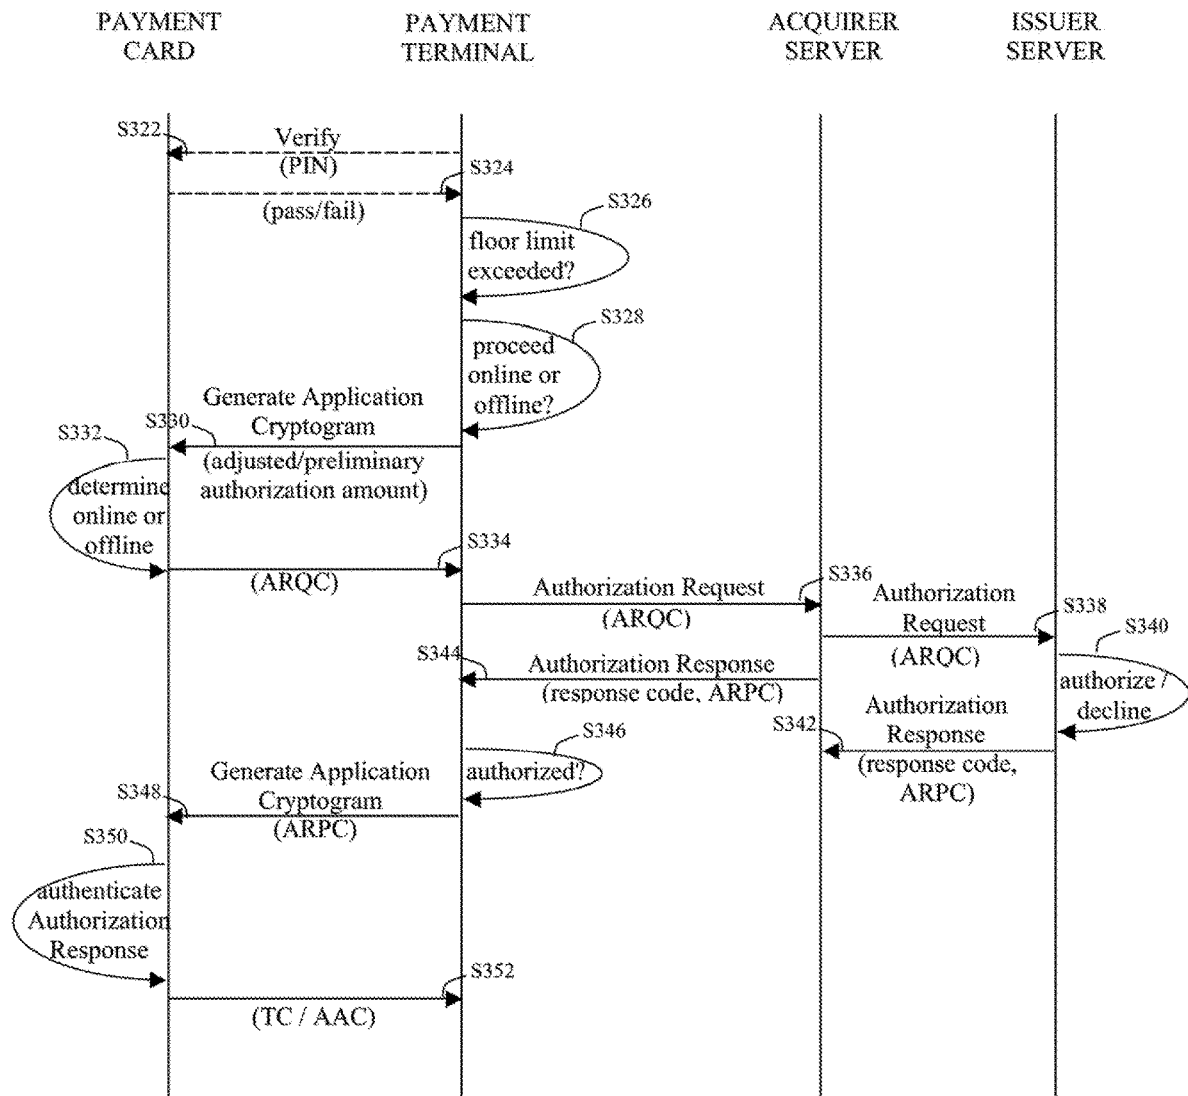 PAYMENT
CARD
PAYMENT
TERMINAL
ACQUIRER
SERVER
ISSUER
SERVER
S322
Verify
(PIN)
S324
(pass/fail)
S326
floor limit
exceeded?
S328
proceed
online or
offline?
Generate Application
Cryptogram
S330
(adjusted/preliminary
authorization amount)
S332
determine
online or
offline
S334
(ARQC)
Authorization Request
S336
(ARQC)
Authorization
Request
S338
(ARQC)
S340
authorize /
decline
Authorization
Response
S342
(response code,
ARPC)
S344
Authorization Response
(response code, ARPC)
S346
authorized?
Generate Application
Cryptogram
S348
(ARPC)
S350
authenticate
Authorization
Response
S352
(TC / AAC)